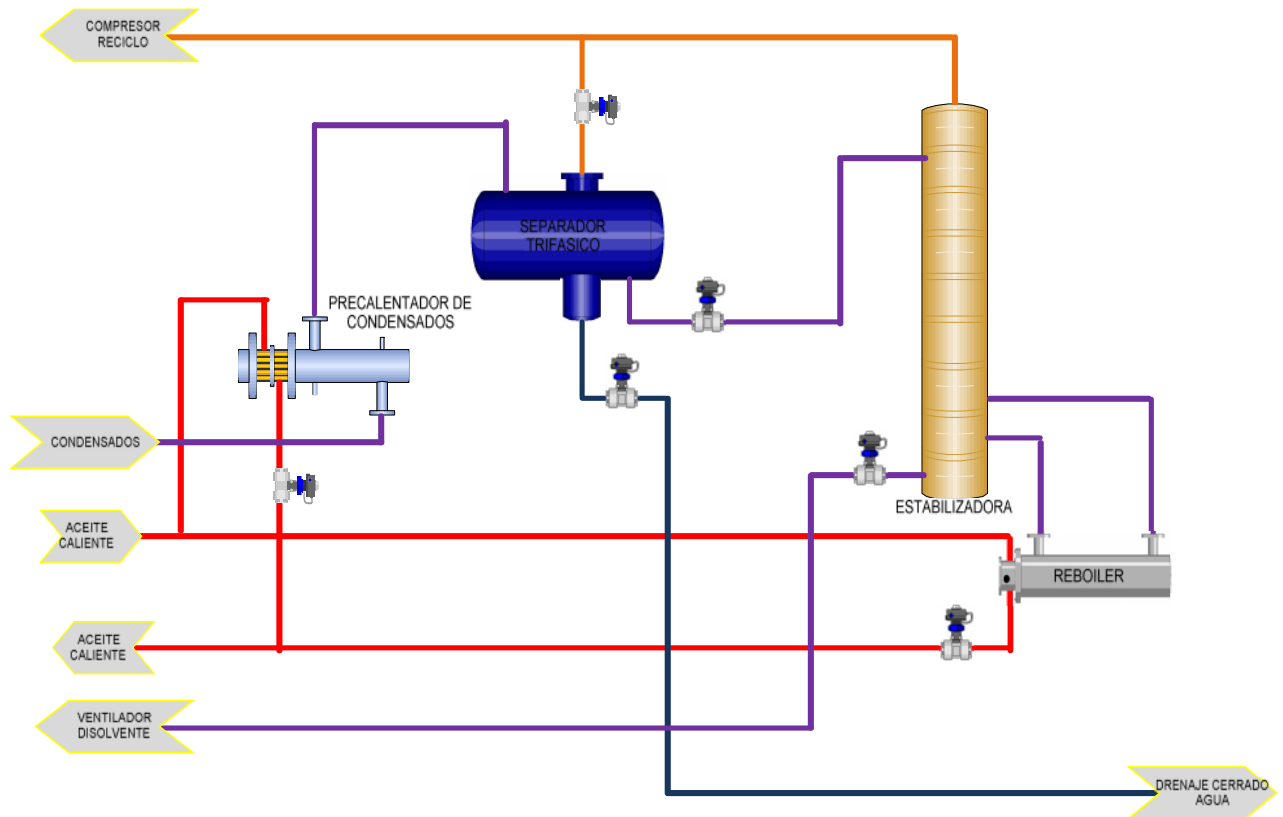 COMPRESOR
RECICLO
SEPARADOR
TRIFASICO
PRECALENTADOR DE
CONDENSADOS
CONDENSADOS
ESTABILIZADORA
ACEITE
CALIENTE
REBOILER
ACEITE
CALIENTE
VENTILADOR
DISOLVENTE
DRENAJE CERRADO
AGUA